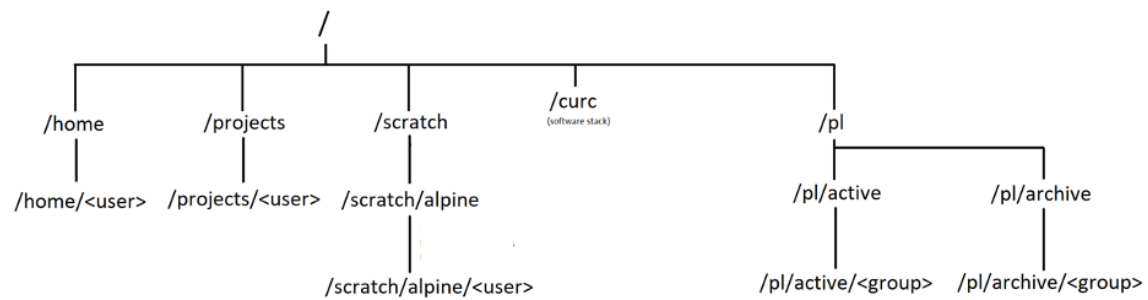 /
/home
/projects
/scratch
/curc
(software stack)
/pl
/home/<user>
/projects/<user>
/scratch/alpine
/pl/active
/pl/archive
/scratch/alpine/<user>
/pl/active/<group>
/pl/archive/<group>